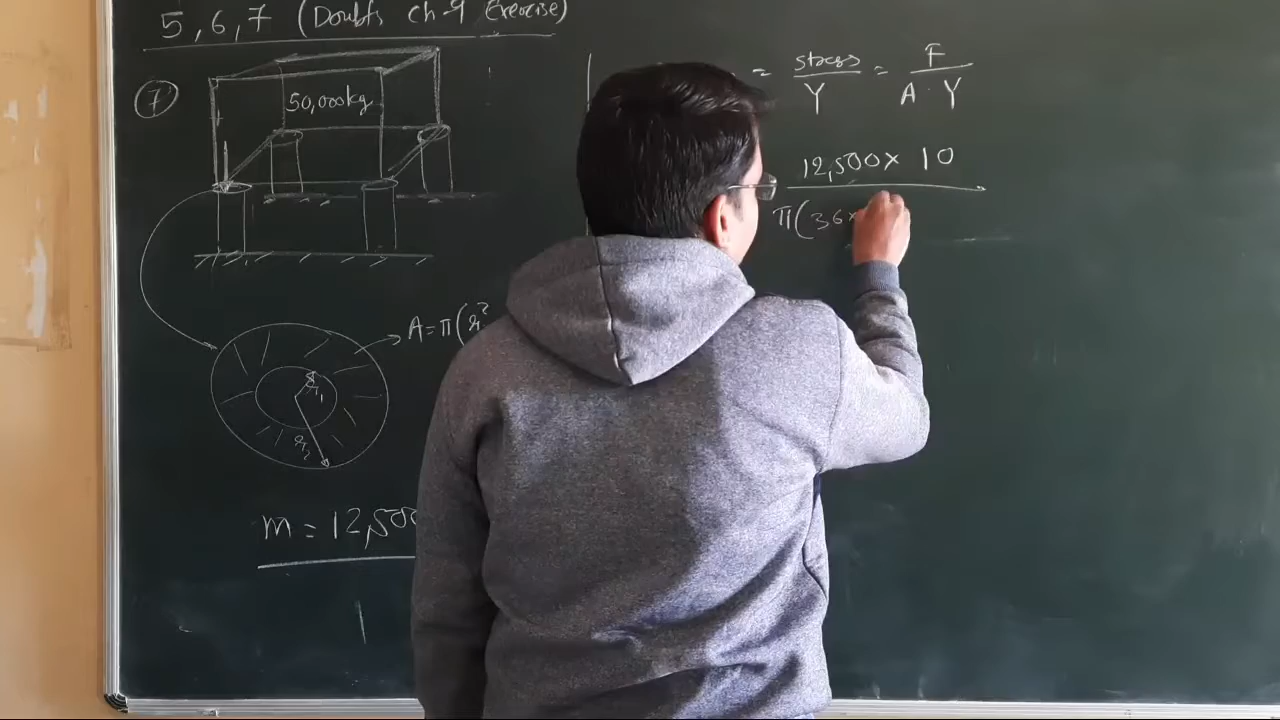 5, 6, 7 (Doubts ch-9 Exercise)
7
50,000kg
A = π(r₂²
r₁
r₂
m = 12,500
= stress / Y = F / A · Y
12,500 × 10
π(36×